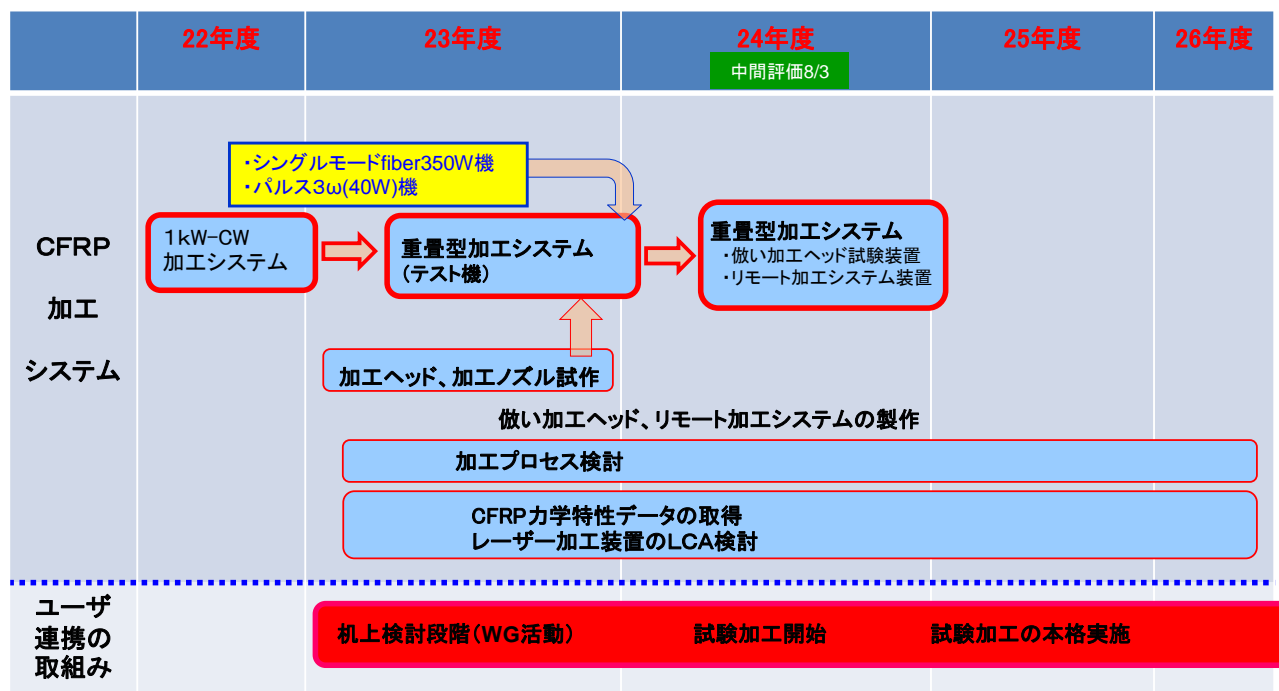 22年度
23年度
24年度
25年度
26年度
中間評価8/3
CFRP
加工
システム
・シングルモードfiber350W機
・パルス3ω(40W)機
1kW-CW
加工システム
重畳型加工システム
(テスト機)
重畳型加工システム
・倣い加工ヘッド試験装置
・リモート加工システム装置
加工ヘッド、加工ノズル試作
倣い加工ヘッド、リモート加工システムの製作
加工プロセス検討
CFRP力学特性データの取得
レーザー加工装置のLCA検討
ユーザ
連携の
取組み
机上検討段階(WG活動)
試験加工開始
試験加工の本格実施